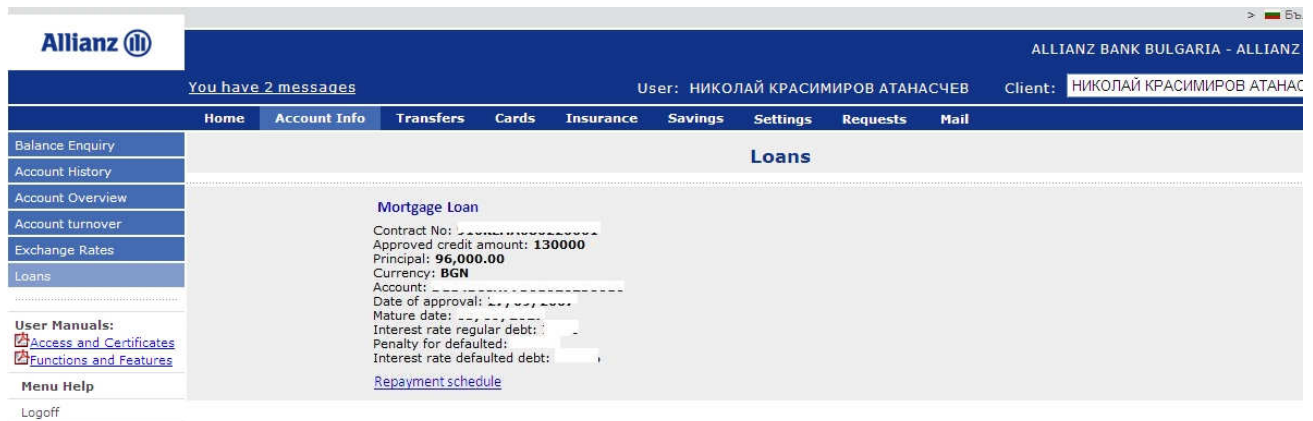 > Бъ
Allianz
ALLIANZ BANK BULGARIA - ALLIANZ
You have 2 messages
User: НИКОЛАЙ КРАСИМИРОВ АТАНАСЧЕВ
Client: НИКОЛАЙ КРАСИМИРОВ АТАНАС
Home Account Info Transfers Cards Insurance Savings Settings Requests Mail
Balance Enquiry
Account History
Account Overview
Account turnover
Exchange Rates
Loans
User Manuals:
Access and Certificates
Functions and Features
Menu Help
Logoff
Loans
Mortgage Loan
Contract No:
Approved credit amount: 130000
Principal: 96,000.00
Currency: BGN
Account:
Date of approval:
Mature date:
Interest rate regular debt:
Penalty for defaulted:
Interest rate defaulted debt:
Repayment schedule